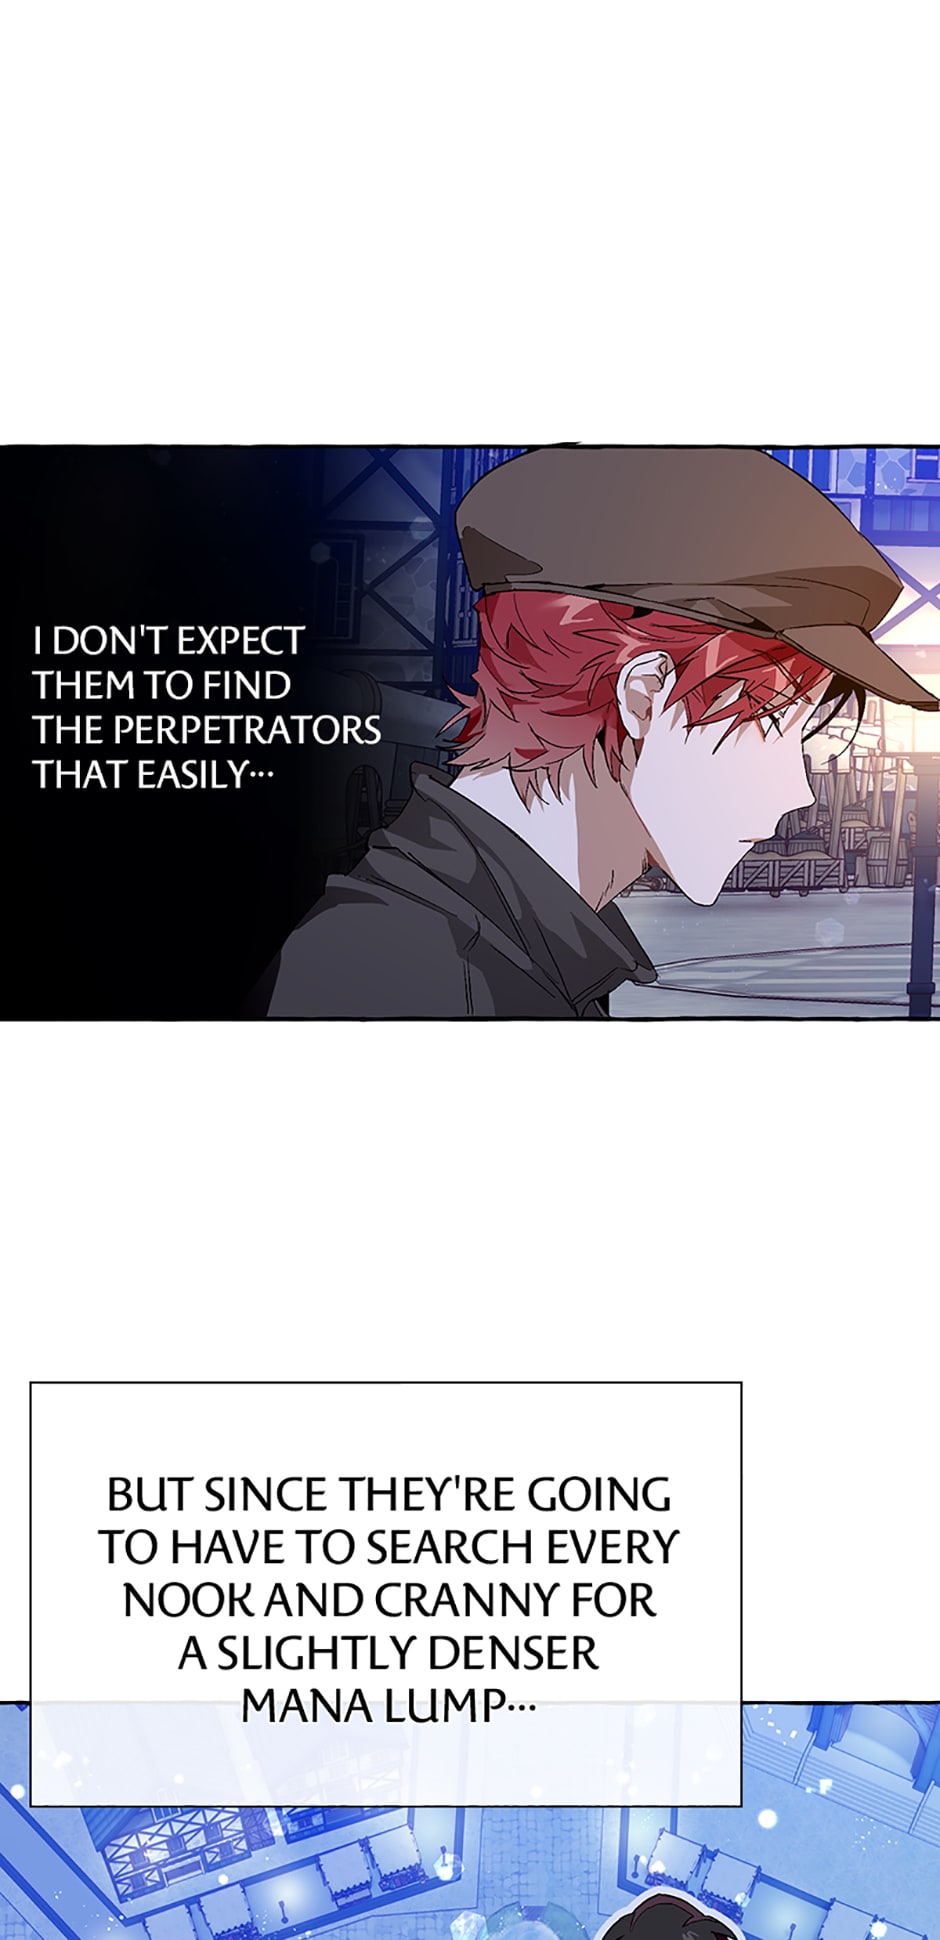 I DON'T EXPECT
THEM TO FIND
THE PERPETRATORS
THAT EASILY...
BUT SINCE THEY'RE GOING
TO HAVE TO SEARCH EVERY
NOOK AND CRANNY FOR
A SLIGHTLY DENSER
MANA LUMP...